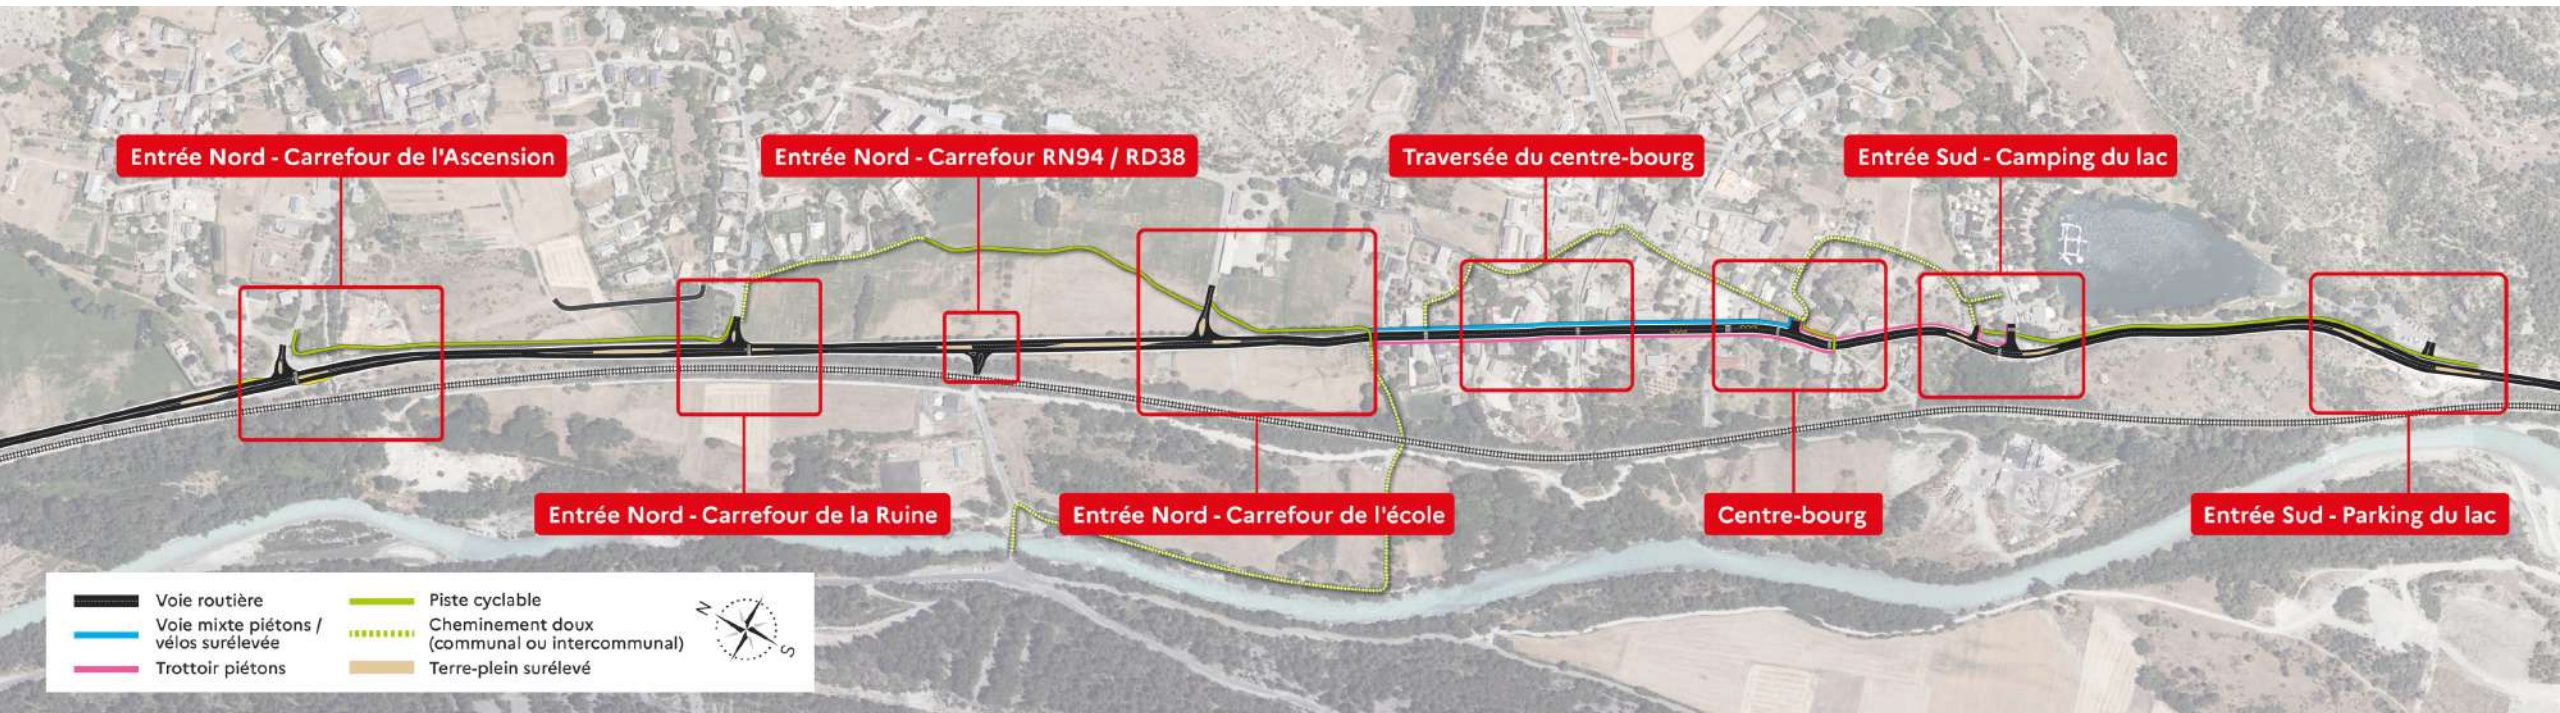 Entrée Nord - Carrefour de l'Ascension
Entrée Nord - Carrefour RN94 / RD38
Traversée du centre-bourg
Entrée Sud - Camping du lac
Entrée Nord - Carrefour de la Ruine
Entrée Nord - Carrefour de l'école
Centre-bourg
Entrée Sud - Parking du lac
Voie routière
Voie mixte piétons /
vélos surélevée
Trottoir piétons
Piste cyclable
Cheminement doux
(communal ou intercommunal)
Terre-plein surélevé
N
S